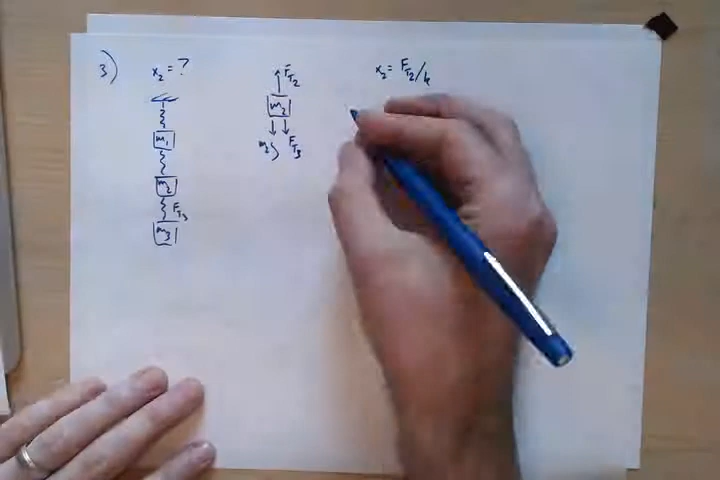 3) x₂ = ?
F_T₂
x₂ = F_T₂/k
m₂
m₁
m₂g F_T₃
m₂
F_T₃
m₃